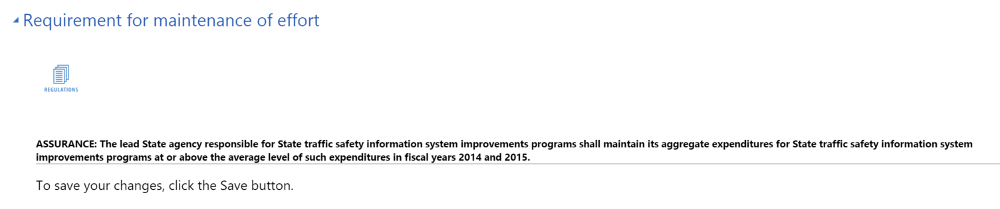 Requirement for maintenance of effort
REGULATIONS
ASSURANCE: The lead State agency responsible for State traffic safety information system improvements programs shall maintain its aggregate expenditures for State traffic safety information system
improvements programs at or above the average level of such expenditures in fiscal years 2014 and 2015.
To save your changes, click the Save button.